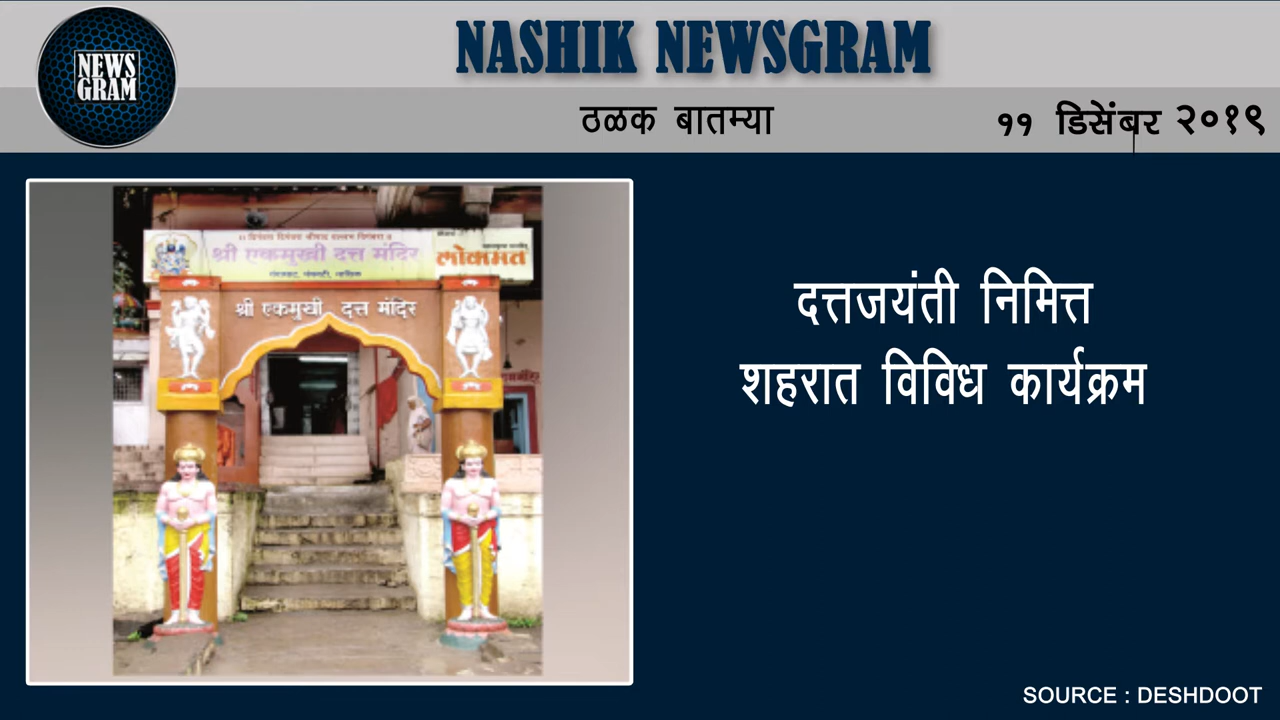 NEWS
GRAM
NASHIK NEWSGRAM
ठळक बातम्या
११ डिसेंबर २०१९
श्री एकमुखी दत्त मंदिर
लोकमत
श्री एकमुखी दत्त मंदिर
दत्तजयंती निमित्त
शहरात विविध कार्यक्रम
SOURCE : DESHDOOT